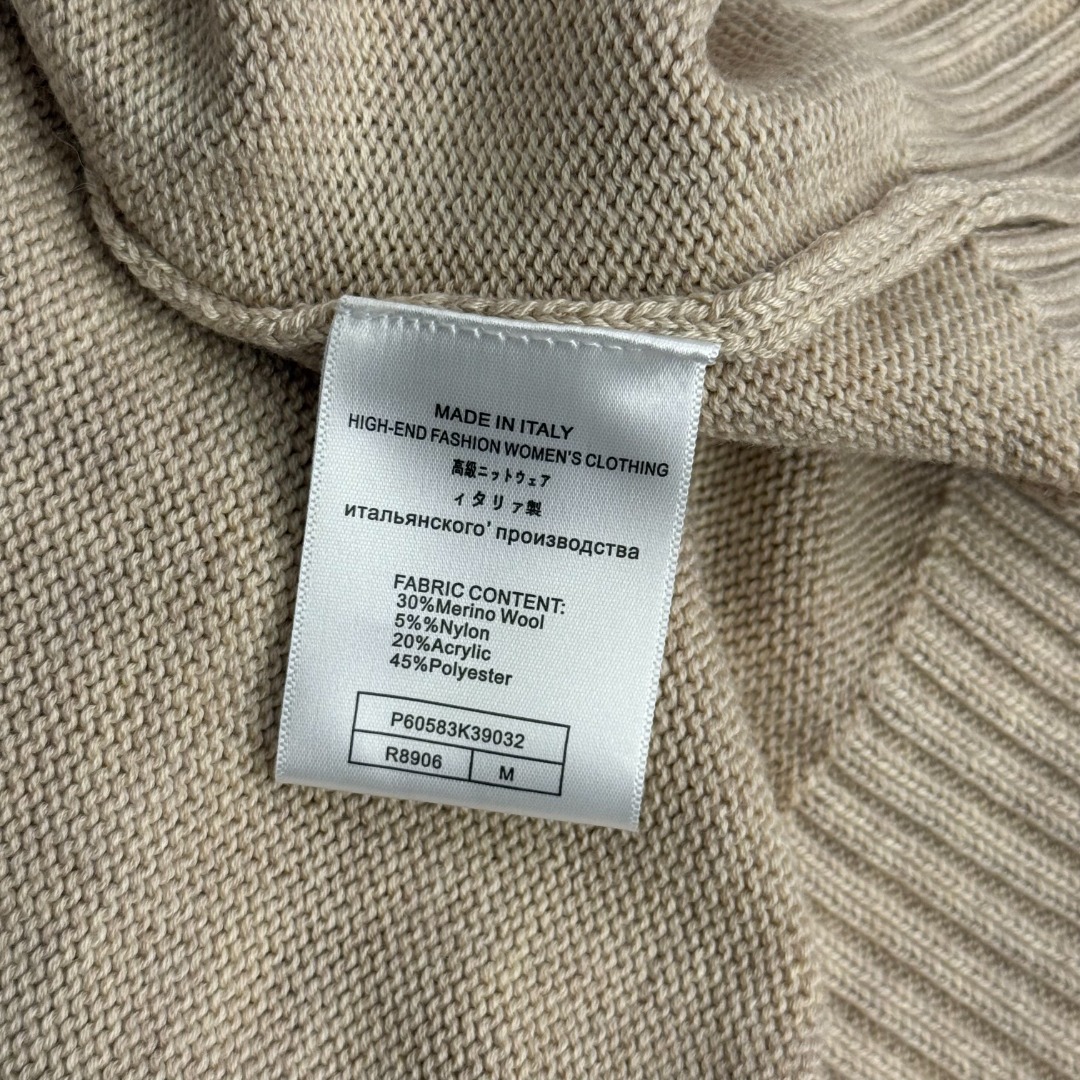 MADE IN ITALY
HIGH-END FASHION WOMEN'S CLOTHING
高級ニットウェア
ィタリァ製
итальянского' производства
FABRIC CONTENT:
30%Merino Wool
5%%Nylon
20%Acrylic
45%Polyester
P60583K39032
R8906 M